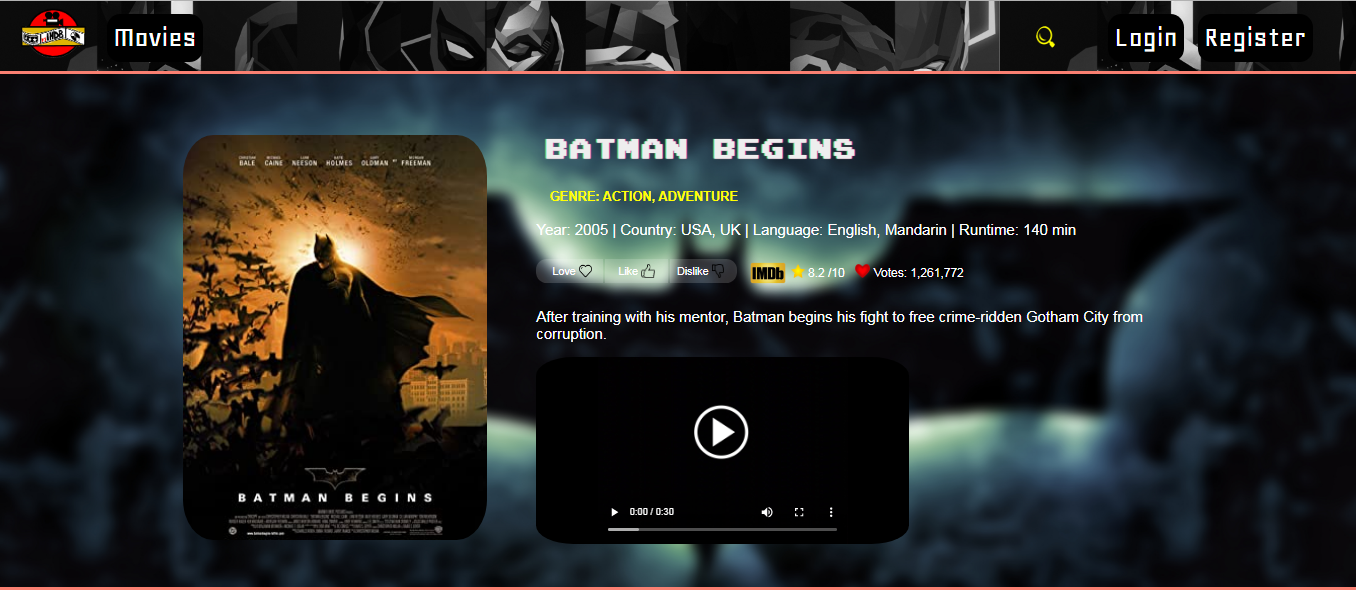 IMDB
Movies
Login
Register
CHRISTIAN BALE MICHAEL CAINE LIAM NEESON KATIE HOLMES GARY OLDMAN AND MORGAN FREEMAN
BATMAN BEGINS
BATMAN BEGINS
GENRE: ACTION, ADVENTURE
Year: 2005 | Country: USA, UK | Language: English, Mandarin | Runtime: 140 min
Love Like Dislike IMDb 8.2 /10 Votes: 1,261,772
After training with his mentor, Batman begins his fight to free crime-ridden Gotham City from
corruption.
0:00 / 0:30